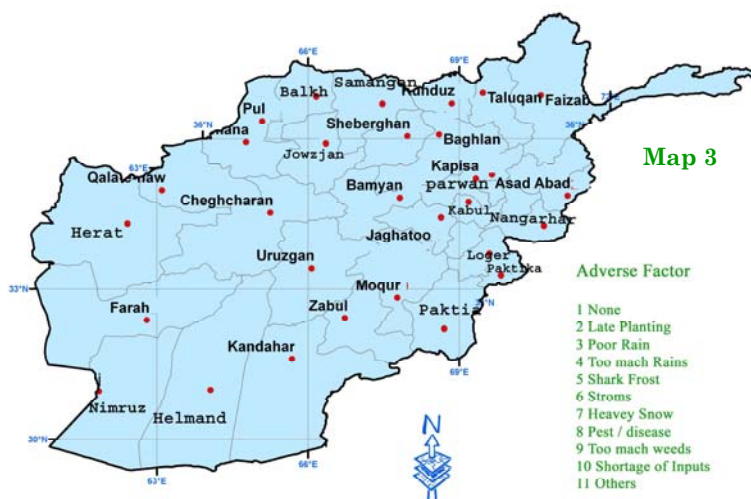 66°E
69°E
Samangan
Balkh
Kunduz
Taluqan
Faizab
Pul
36°N
Sheberghan
36°N
mana
Baghlan
Jowzjan
Map 3
63°E
Kapisa
Qala
naw
Bamyan
parwan
Asad Abad
Cheghcharan
Kabul
Nangarhar
Herat
Jaghatoo
Uruzgan
Loger
Paktika
Adverse Factor
33°N
Moqur
Farah
Zabul
Paktia
1 None
2 Late Planting
3 Poor Rain
Kandahar
4 Too mach Rains
69°E
5 Shark Frost
6 Stroms
Nimruz
Helmand
7 Heavey Snow
N
8 Pest / disease
30°N
9 Too mach weeds
66°E
10 Shortage of Inputs
63°E
11 Others